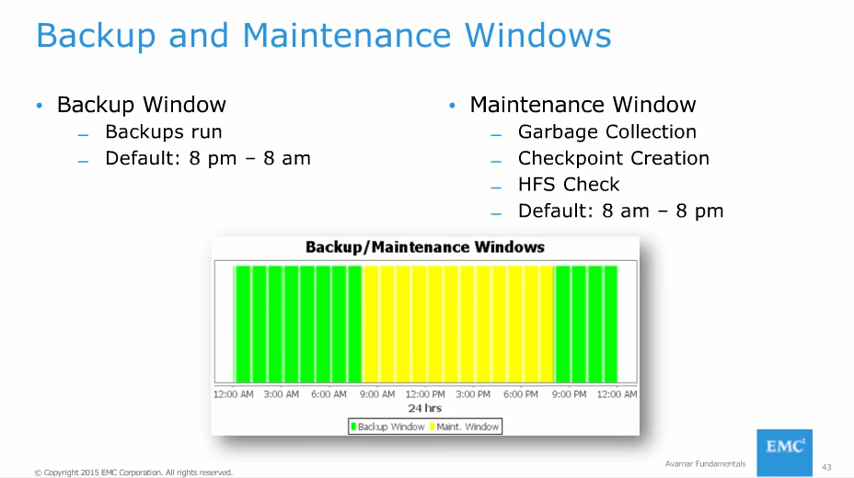 Backup and Maintenance Windows
• Backup Window
– Backups run
– Default: 8 pm – 8 am
• Maintenance Window
– Garbage Collection
– Checkpoint Creation
– HFS Check
– Default: 8 am – 8 pm
Backup/Maintenance Windows
12:00 AM 3:00 AM 6:00 AM 9:00 AM 12:00 PM 3:00 PM 6:00 PM 9:00 PM 12:00 AM
24 hrs
Backup Window Maint. Window
© Copyright 2015 EMC Corporation. All rights reserved.
Avamar Fundamentals
EMC²
43